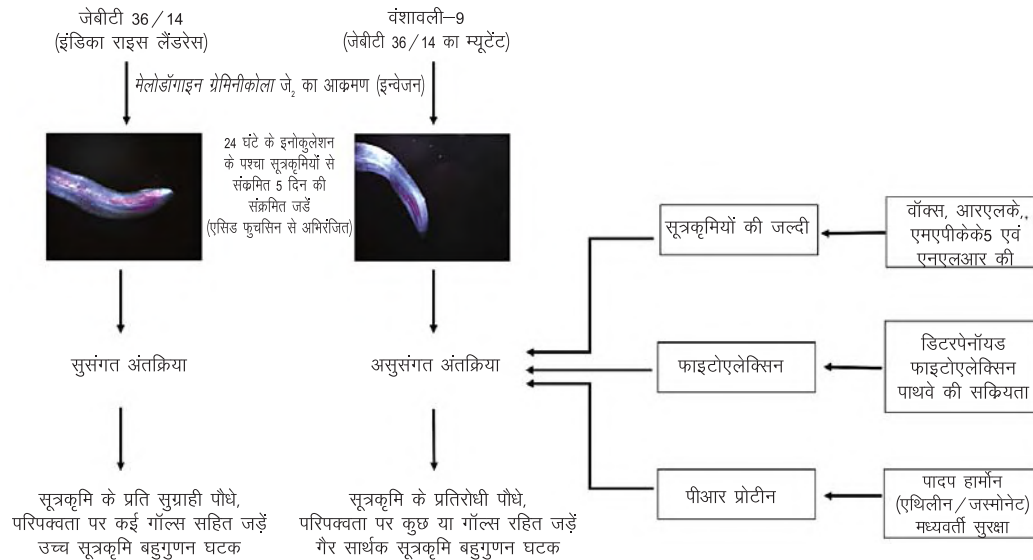 जेबीटी 36/14
(इंडिका राइस लैंडरेस)
वंशावली–9
(जेबीटी 36/14 का म्यूटेंट)
मेलोडॉगाइन ग्रेमिनीकोला जे₂ का आक्रमण (इन्वेजन)
24 घंटे के इनोकुलेशन
के पश्चा सूत्रकृमियों से
संक्रमित 5 दिन की
संक्रमित जड़ें
(एसिड फुचसिन से अभिरंजित)
सुसंगत अंतक्रिया
असुसंगत अंतक्रिया
सूत्रकृमि के प्रति सुग्राही पौधे,
परिपक्वता पर कई गॉल्स सहित जड़ें
उच्च सूत्रकृमि बहुगुणन घटक
सूत्रकृमि के प्रतिरोधी पौधे,
परिपक्वता पर कुछ या गॉल्स रहित जड़ें
गैर सार्थक सूत्रकृमि बहुगुणन घटक
सूत्रकृमियों की जल्दी
वॉक्स, आरएलके,,
एमएपीकेके5 एवं
एनएलआर की
फाइटोएलेक्सिन
डिटरपेनॉयड
फाइटोएलेक्सिन
पाथवे की सक्रियता
पीआर प्रोटीन
पादप हार्मोन
(एथिलीन/जस्मोनेट)
मध्यवर्ती सुरक्षा